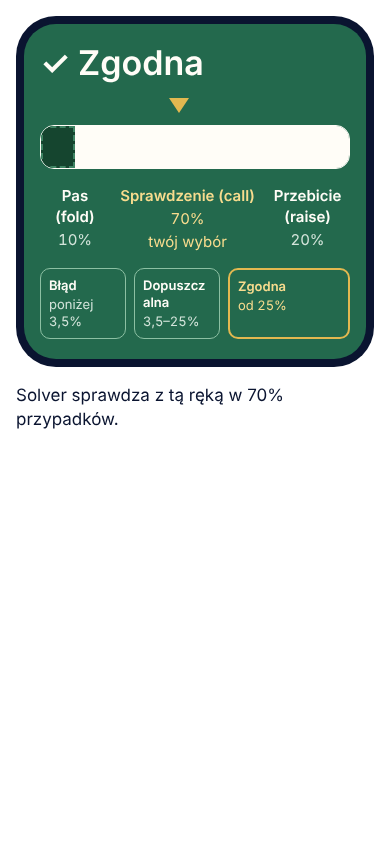 ✓ Zgodna
Pas
(fold)
10%
Sprawdzenie (call)
70%
twój wybór
Przebicie
(raise)
20%
Błąd
poniżej
3,5%
Dopuszcz
alna
3,5–25%
Zgodna
od 25%
Solver sprawdza z tą ręką w 70%
przypadków.